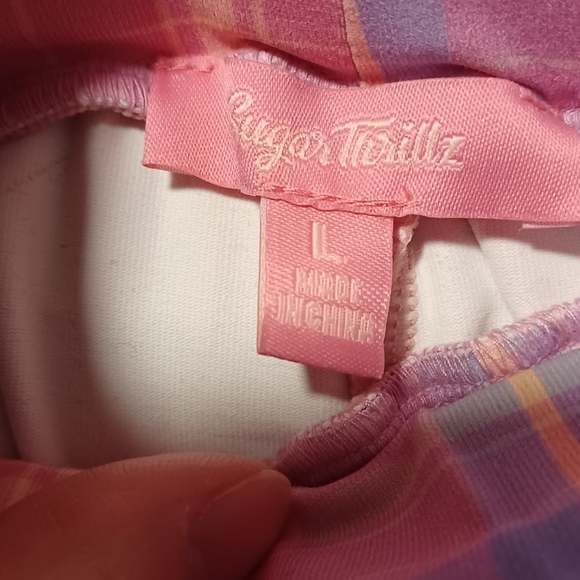 Sugar Thrillz
L
MADE
IN CHINA